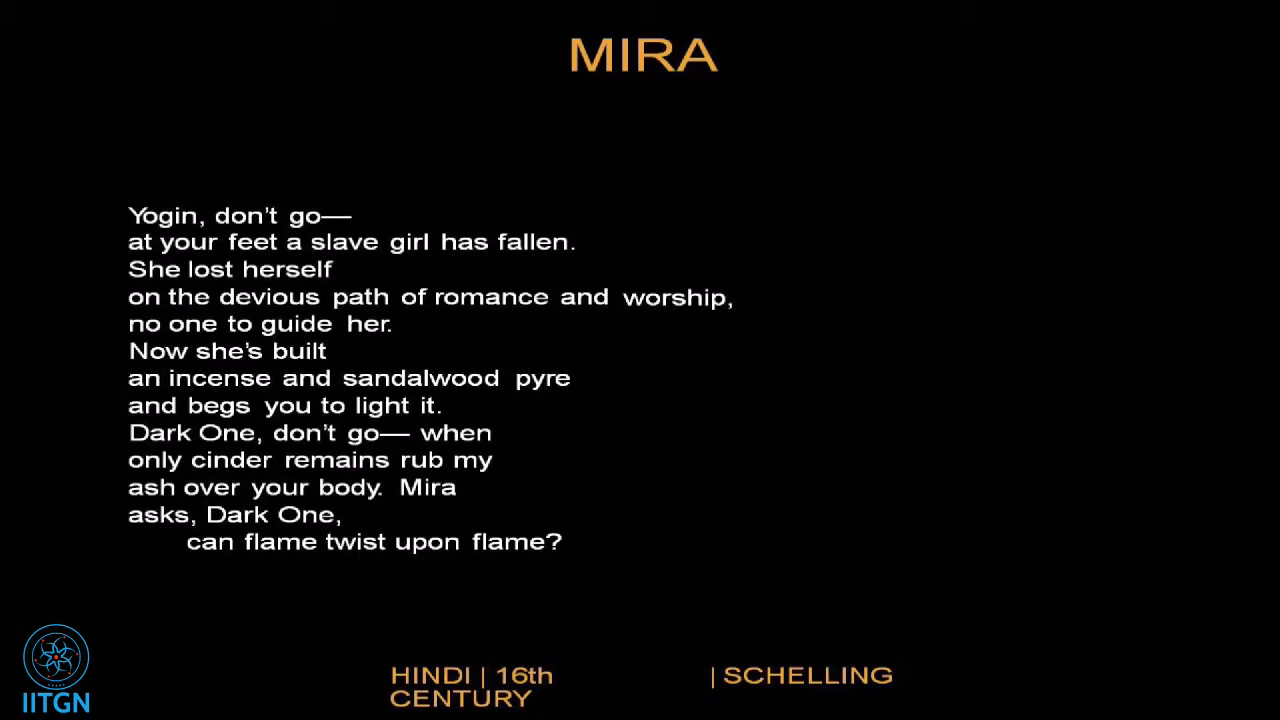 MIRA
Yogin, don't go—
at your feet a slave girl has fallen.
She lost herself
on the devious path of romance and worship,
no one to guide her.
Now she's built
an incense and sandalwood pyre
and begs you to light it.
Dark One, don't go— when
only cinder remains rub my
ash over your body. Mira
asks, Dark One,
can flame twist upon flame?
HINDI | 16th
CENTURY
| SCHELLING
IITGN